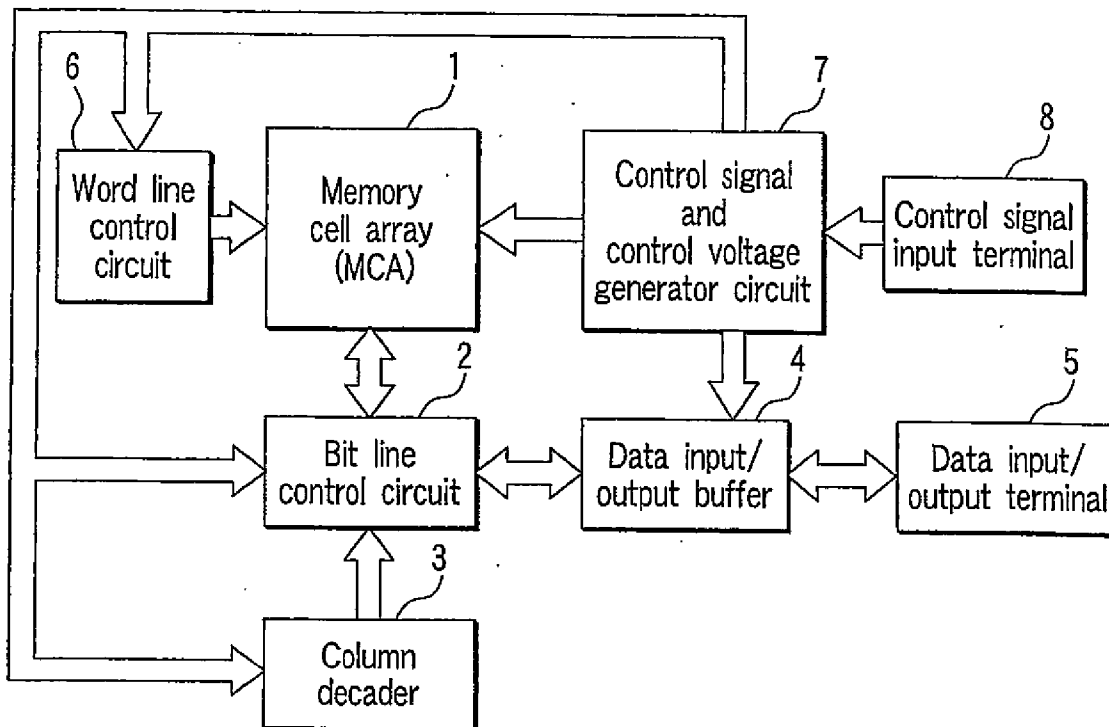 6
Word line
control
circuit
1
Memory
cell array
(MCA)
7
Control signal
and
control voltage
generator circuit
8
Control signal
input terminal
2
Bit line
control circuit
4
Data input/
output buffer
5
Data input/
output terminal
3
Column
decader